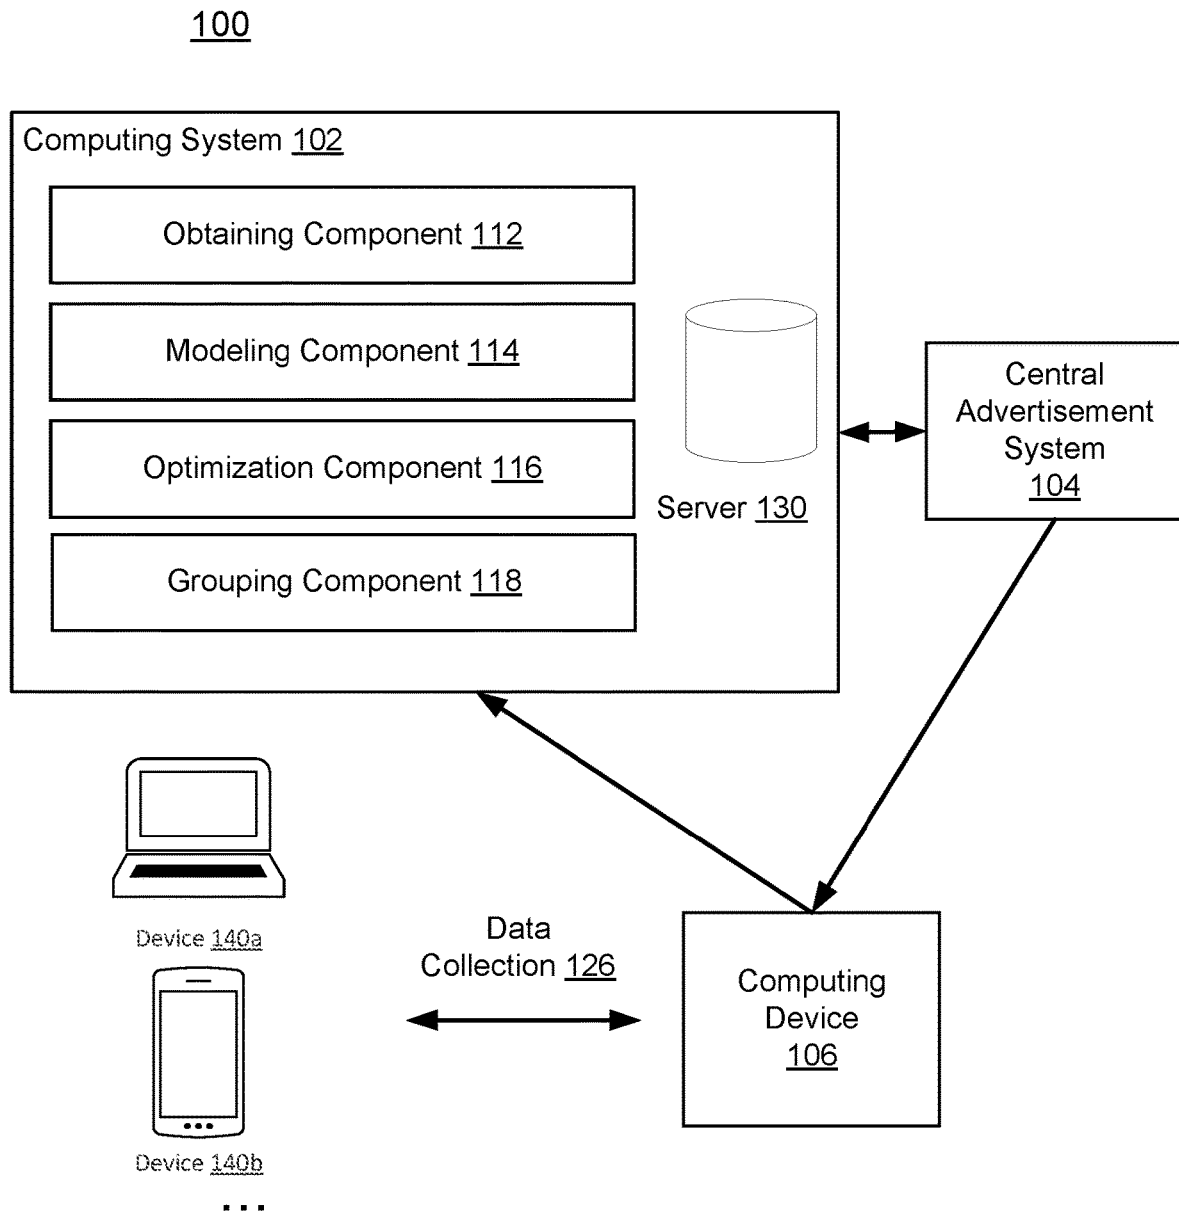 100
Computing System 102
Obtaining Component 112
Modeling Component 114
Optimization Component 116
Grouping Component 118
Server 130
Central
Advertisement
System
104
Device 140a
Device 140b
...
Data
Collection 126
Computing
Device
106